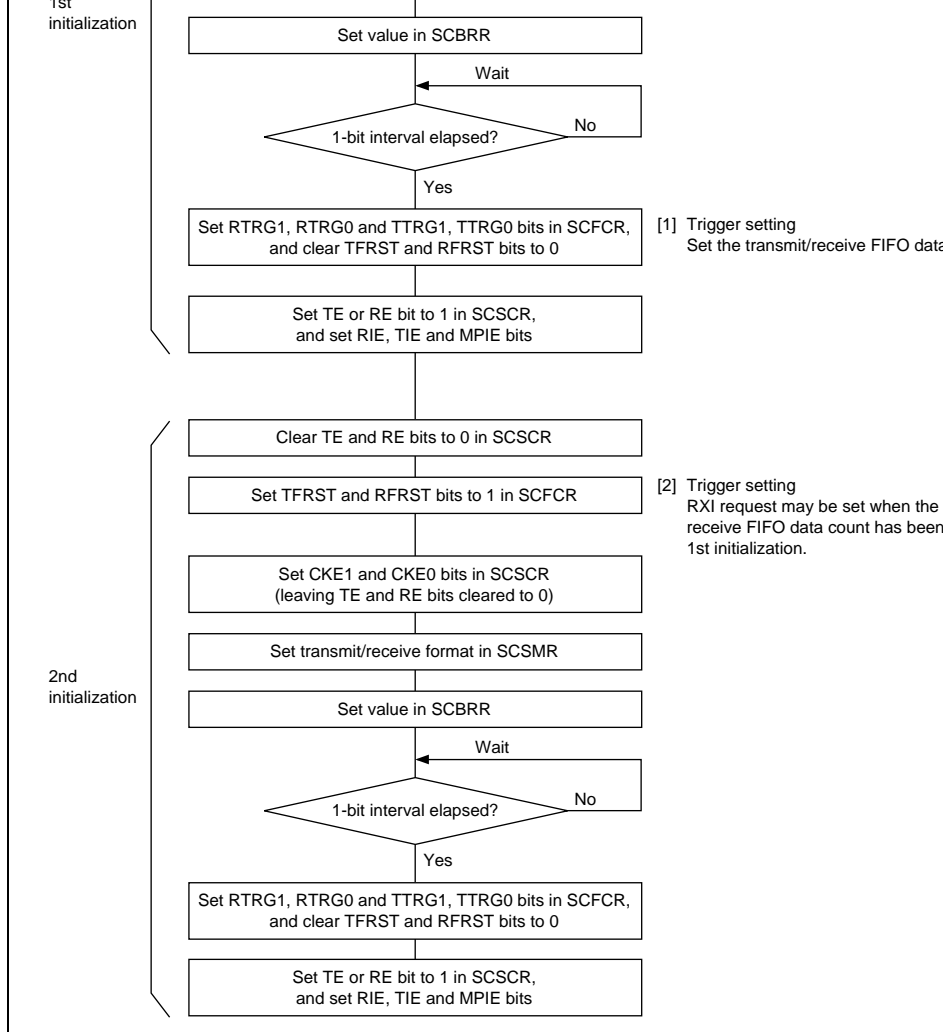 1st
initialization
Set value in SCBRR
Wait
1-bit interval elapsed?
No
Yes
Set RTRG1, RTRG0 and TTRG1, TTRG0 bits in SCFCR,
and clear TFRST and RFRST bits to 0
[1] Trigger setting
Set the transmit/receive FIFO data
Set TE or RE bit to 1 in SCSCR,
and set RIE, TIE and MPIE bits
Clear TE and RE bits to 0 in SCSCR
Set TFRST and RFRST bits to 1 in SCFCR
[2] Trigger setting
RXI request may be set when the
receive FIFO data count has been
1st initialization.
Set CKE1 and CKE0 bits in SCSCR
(leaving TE and RE bits cleared to 0)
Set transmit/receive format in SCSMR
2nd
initialization
Set value in SCBRR
Wait
1-bit interval elapsed?
No
Yes
Set RTRG1, RTRG0 and TTRG1, TTRG0 bits in SCFCR,
and clear TFRST and RFRST bits to 0
Set TE or RE bit to 1 in SCSCR,
and set RIE, TIE and MPIE bits